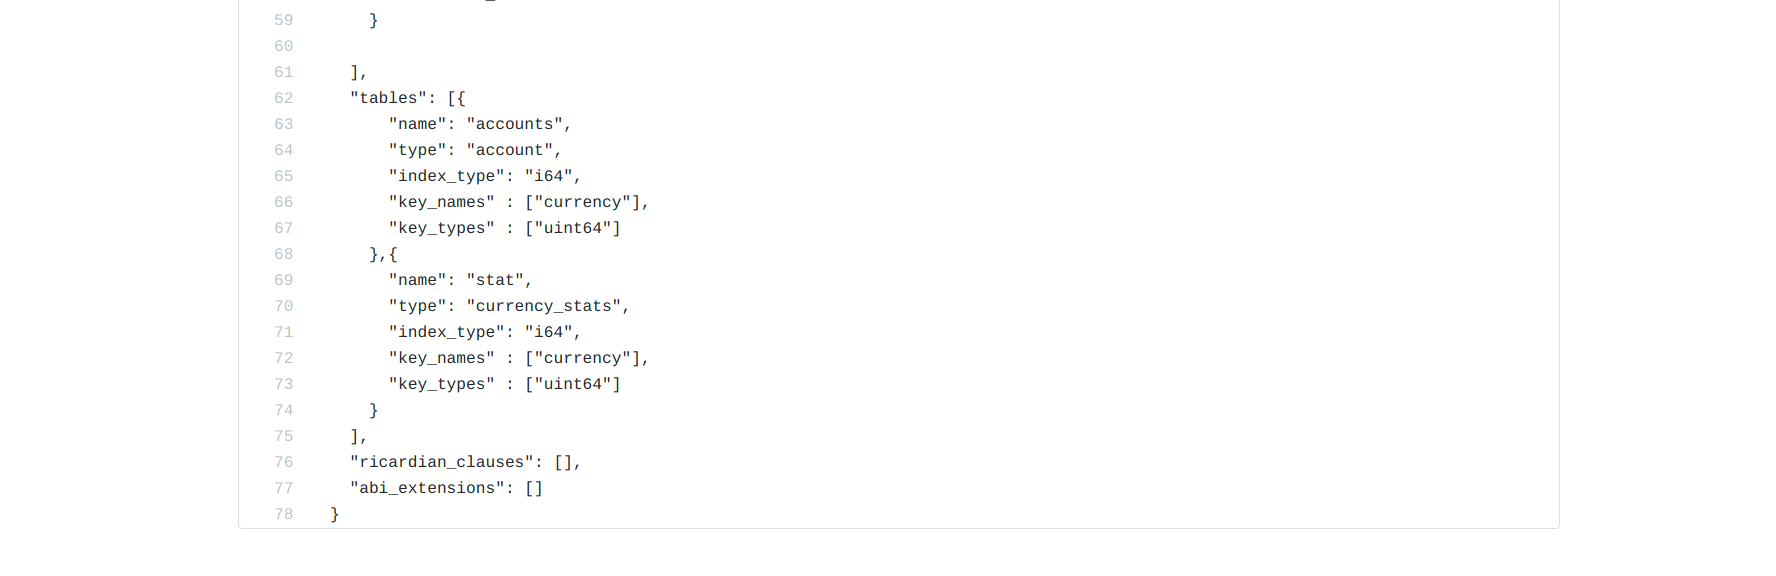 59 }
60
61 ],
62 "tables": [{
63 "name": "accounts",
64 "type": "account",
65 "index_type": "i64",
66 "key_names" : ["currency"],
67 "key_types" : ["uint64"]
68 },{
69 "name": "stat",
70 "type": "currency_stats",
71 "index_type": "i64",
72 "key_names" : ["currency"],
73 "key_types" : ["uint64"]
74 }
75 ],
76 "ricardian_clauses": [],
77 "abi_extensions": []
78 }